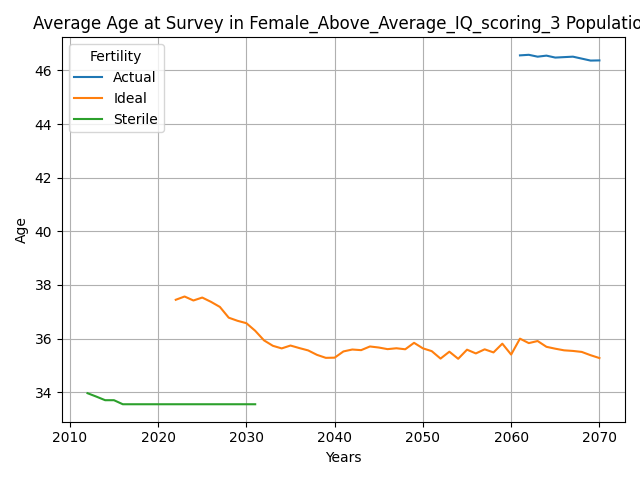 Average Age at Survey in Female_Above_Average_IQ_scoring_3 Populatio
Fertility
Actual
Ideal
Sterile
46
44
42
40
38
36
34
Age
2010 2020 2030 2040 2050 2060 2070
Years